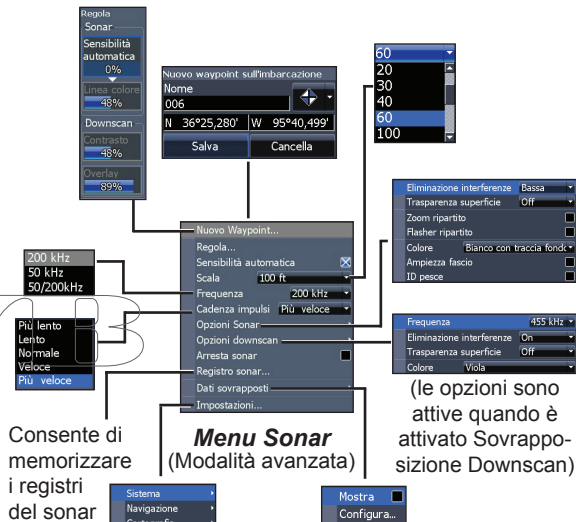 Regola
Sonar
Sensibilità
automatica
0%
Linea colore
48%
Downscan
Contrasto
48%
Overlay
89%
Nuovo waypoint sull'imbarcazione
Nome
006
N 36°25,280' W 95°40,499'
Salva Cancella
60
20
30
40
60
100
Nuovo Waypoint...
Regola...
Sensibilità automatica
Scala 100 ft
Frequenza 200 kHz
Cadenza impulsi Più veloce
Opzioni Sonar
Opzioni downscan
Arresta sonar
Registro sonar...
Dati sovrapposti
Impostazioni...
200 kHz
50 kHz
50/200kHz
Più lento
Lento
Normale
Veloce
Più veloce
Eliminazione interferenze Bassa
Trasparenza superficie Off
Zoom ripartito
Flasher ripartito
Colore Bianco con traccia fondc
Ampiezza fascio
ID pesce
Frequenza 455 kHz
Eliminazione interferenze On
Trasparenza superficie Off
Colore Viola
(le opzioni sono
attive quando è
attivato Sovrappo-
sizione Downscan)
Menu Sonar
(Modalità avanzata)
Consente di
memorizzare
i registri
del sonar
Sistema
Navigazione
Mostra
Configura...